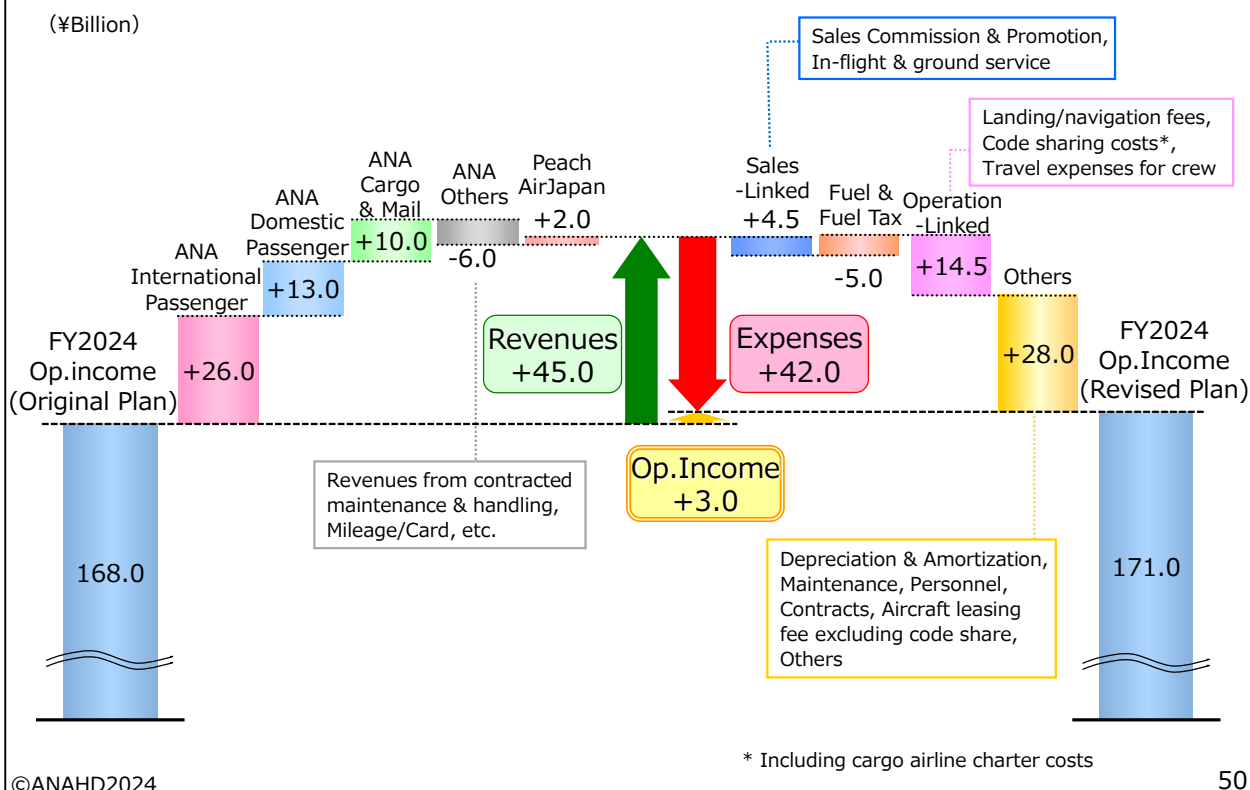 (¥Billion)
Sales Commission & Promotion,
In-flight & ground service
Landing/navigation fees,
Code sharing costs*,
Travel expenses for crew
FY2024
Op.income
(Original Plan)
168.0
ANA
International
Passenger
+26.0
ANA
Domestic
Passenger
+13.0
ANA
Cargo
& Mail
+10.0
ANA
Others
-6.0
Peach
AirJapan
+2.0
Revenues
+45.0
Expenses
+42.0
Op.Income
+3.0
Sales
-Linked
+4.5
Fuel &
Fuel Tax
-5.0
Operation
-Linked
+14.5
Others
+28.0
FY2024
Op.Income
(Revised Plan)
171.0
Revenues from contracted
maintenance & handling,
Mileage/Card, etc.
Depreciation & Amortization,
Maintenance, Personnel,
Contracts, Aircraft leasing
fee excluding code share,
Others
* Including cargo airline charter costs
©ANAHD2024
50